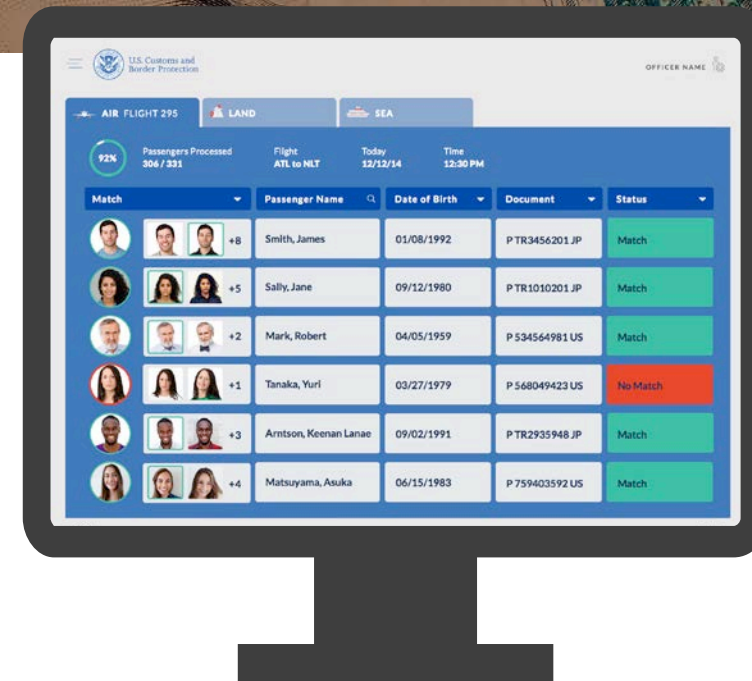 U.S. Customs and
Border Protection
OFFICER NAME
AIR FLIGHT 295
LAND
SEA
92%
Passengers Processed
306 / 331
Flight
ATL to NLT
Today
12/12/14
Time
12:30 PM
Match Passenger Name Date of Birth Document Status
+8 Smith, James 01/08/1992 P TR3456201 JP Match
+5 Sally, Jane 09/12/1980 P TR1010201 JP Match
+2 Mark, Robert 04/05/1959 P 534564981 US Match
+1 Tanaka, Yuri 03/27/1979 P 568049423 US No Match
+3 Arntson, Keenan Lanae 09/02/1991 P TR2935948 JP Match
+4 Matsuyama, Asuka 06/15/1983 P 759403592 US Match